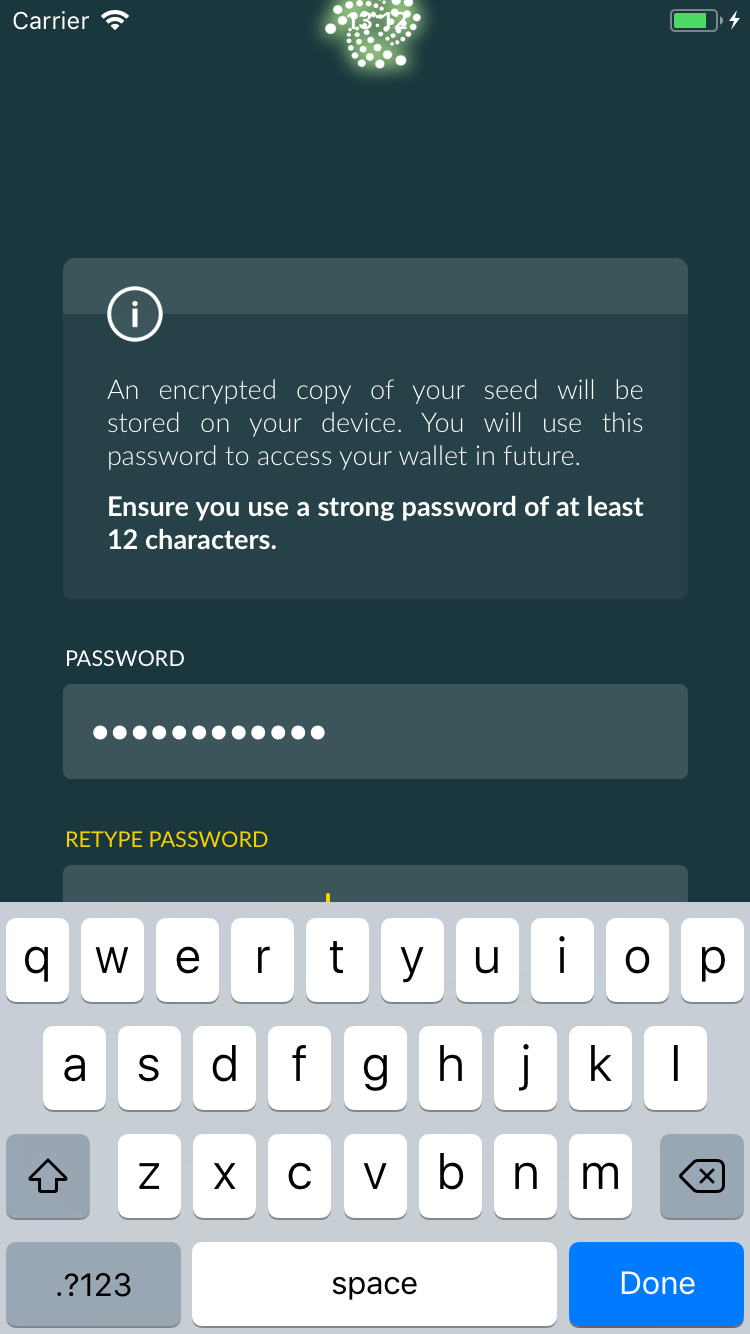 Carrier 13:12
An encrypted copy of your seed will be
stored on your device. You will use this
password to access your wallet in future.
Ensure you use a strong password of at least
12 characters.
PASSWORD
●●●●●●●●●●●●
RETYPE PASSWORD
q w e r t y u i o p
a s d f g h j k l
z x c v b n m
.?123 space Done